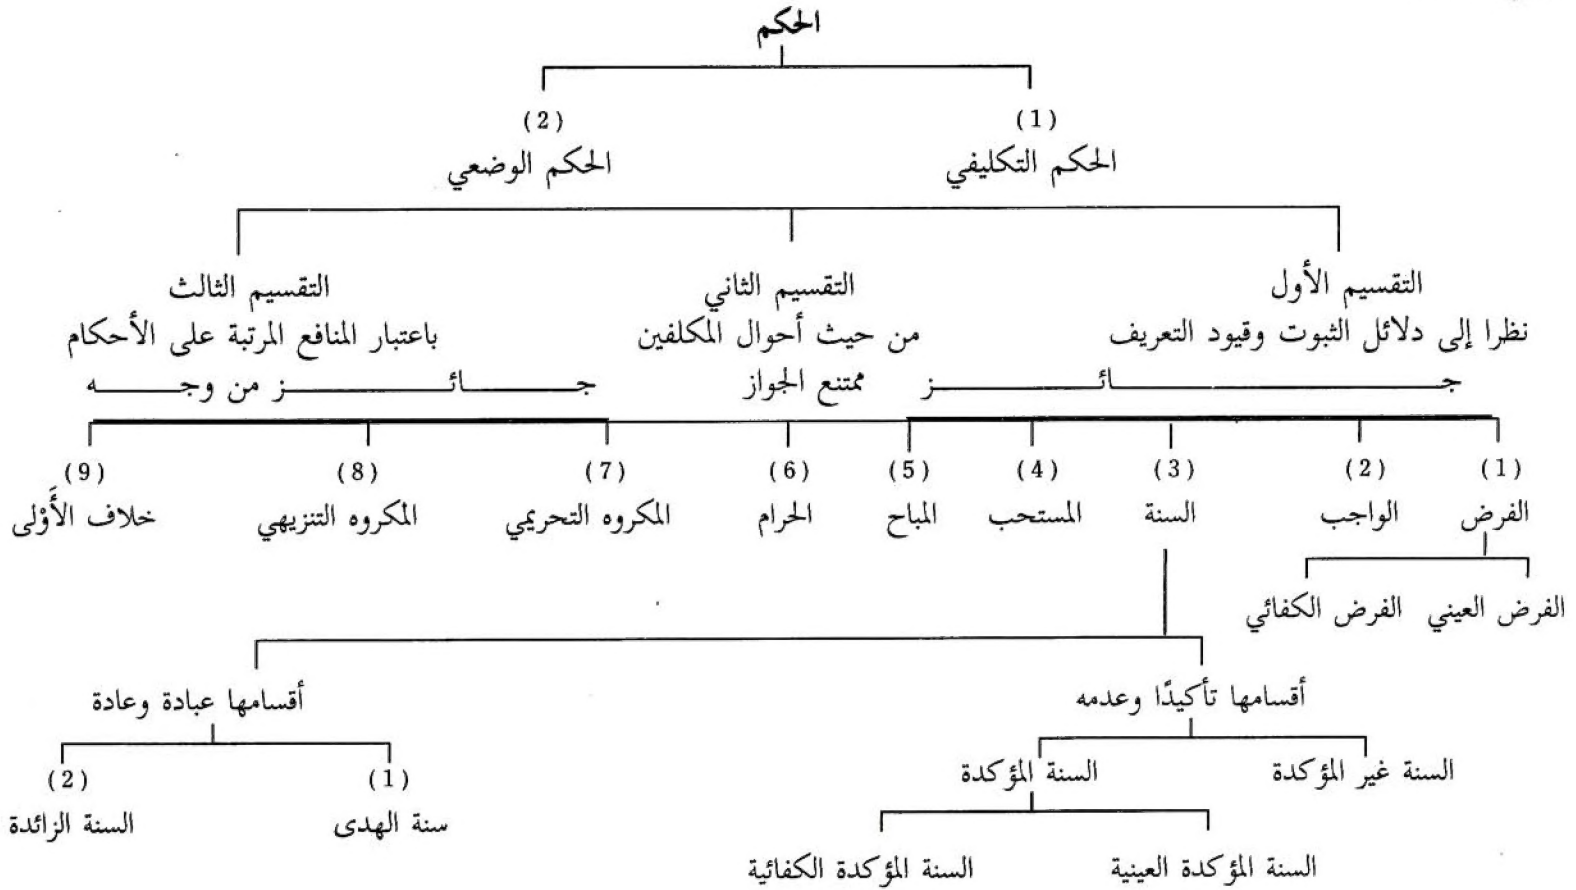 الحكم
(1) (2)
الحكم التكليفي الحكم الوضعي
التقسيم الأول التقسيم الثاني التقسيم الثالث
نظرا إلى دلائل الثبوت وقيود التعريف من حيث أحوال المكلفين باعتبار المنافع المرتبة على الأحكام
جـــــائـــــز ممتنع الجواز جـــــائـــــز من وجـــــه
(1) (2) (3) (4) (5) (6) (7) (8) (9)
الفرض الواجب السنة المستحب المباح الحرام المكروه التحريمي المكروه التنزيهي خلاف الأَوْلى
الفرض العيني الفرض الكفائي
أقسامها تأكيدًا وعدمه أقسامها عبادة وعادة
السنة غير المؤكدة السنة المؤكدة (1) (2)
سنة الهدى السنة الزائدة
السنة المؤكدة العينية السنة المؤكدة الكفائية